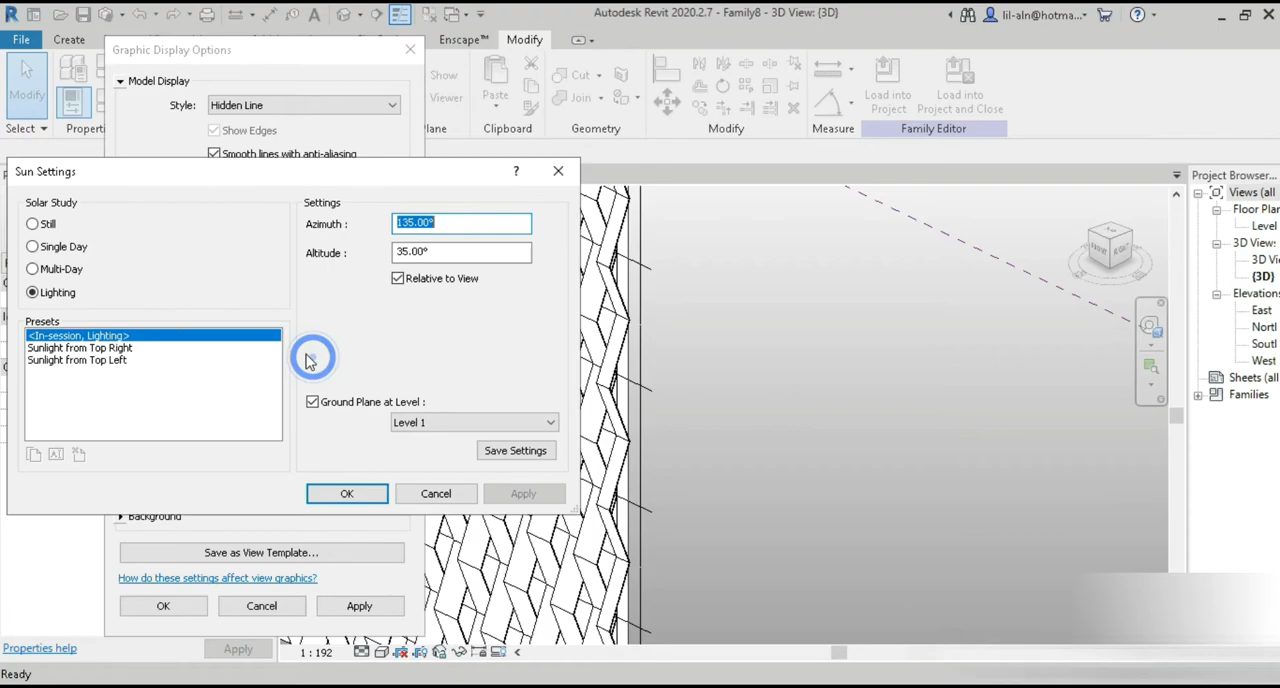 Autodesk Revit 2020.2.7 - Family8 - 3D View: {3D}
lil-aln@hotma...
File
Create
Enscape™
Modify
Modify
Select
Properti
Show
Viewer
Plane
Paste
Clipboard
Cut
Join
Geometry
Modify
Measure
Load into
Project
Load into
Project and Close
Family Editor
Graphic Display Options
Model Display
Style:
Hidden Line
Show Edges
Smooth lines with anti-aliasing
Sun Settings
?
Solar Study
Still
Single Day
Multi-Day
Lighting
Presets
<In-session, Lighting>
Sunlight from Top Right
Sunlight from Top Left
Settings
Azimuth :
135.00°
Altitude :
35.00°
Relative to View
Ground Plane at Level :
Level 1
Save Settings
OK
Cancel
Apply
Background
Save as View Template...
How do these settings affect view graphics?
OK
Cancel
Apply
Properties help
Apply
1 : 192
Ready
Project Browser...
Views (all
Floor Plan
Level
3D View:
3D Vi
{3D}
Elevations
East
Nortl
Soutl
West
Sheets (all
Families